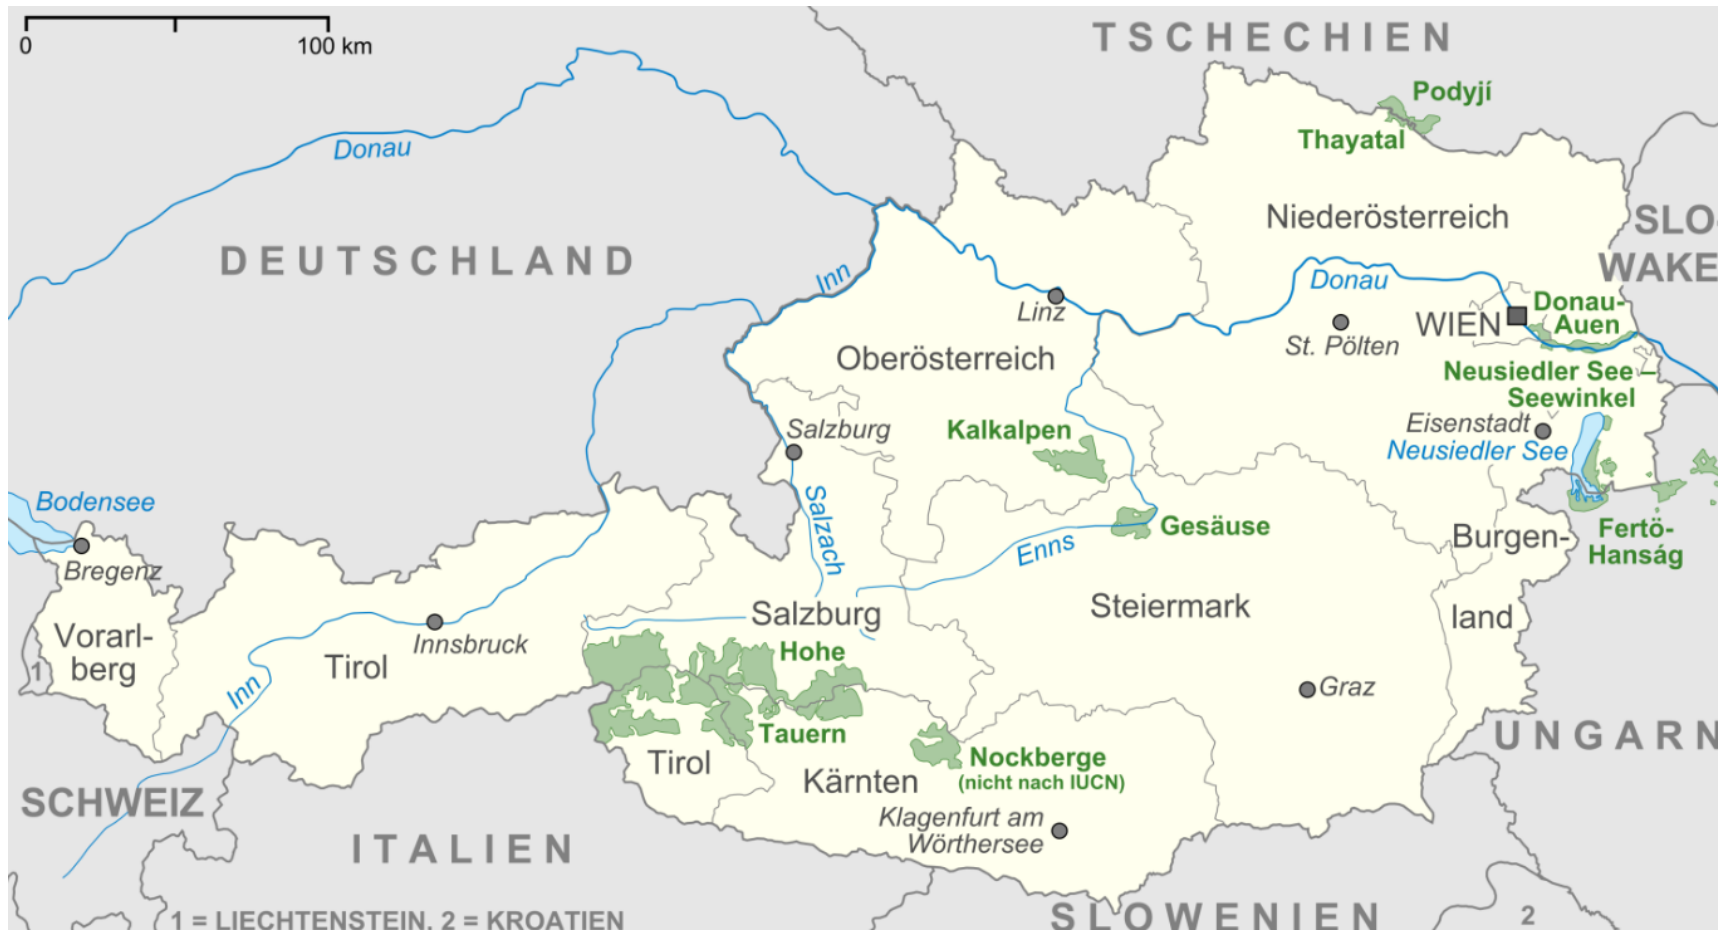 0
100 km
TSCHECHIEN
Podyjí
Thayatal
Donau
Niederösterreich
SLO-
WAKE
DEUTSCHLAND
Inn
Donau
Linz
WIEN
Donau-
Auen
St. Pölten
Oberösterreich
Neusiedler See –
Seewinkel
Salzburg
Kalkalpen
Eisenstadt
Neusiedler See
Bodensee
Salzach
Gesäuse
Fertö-
Hanság
Enns
Burgen-
land
Bregenz
Vorarl-
berg
1
Innsbruck
Tirol
Inn
Salzburg
Steiermark
Hohe
Tauern
Graz
Tirol
Kärnten
Nockberge
(nicht nach IUCN)
UNGARN
SCHWEIZ
ITALIEN
Klagenfurt am
Wörthersee
SLOWENIEN
2
1 = LIECHTENSTEIN, 2 = KROATIEN